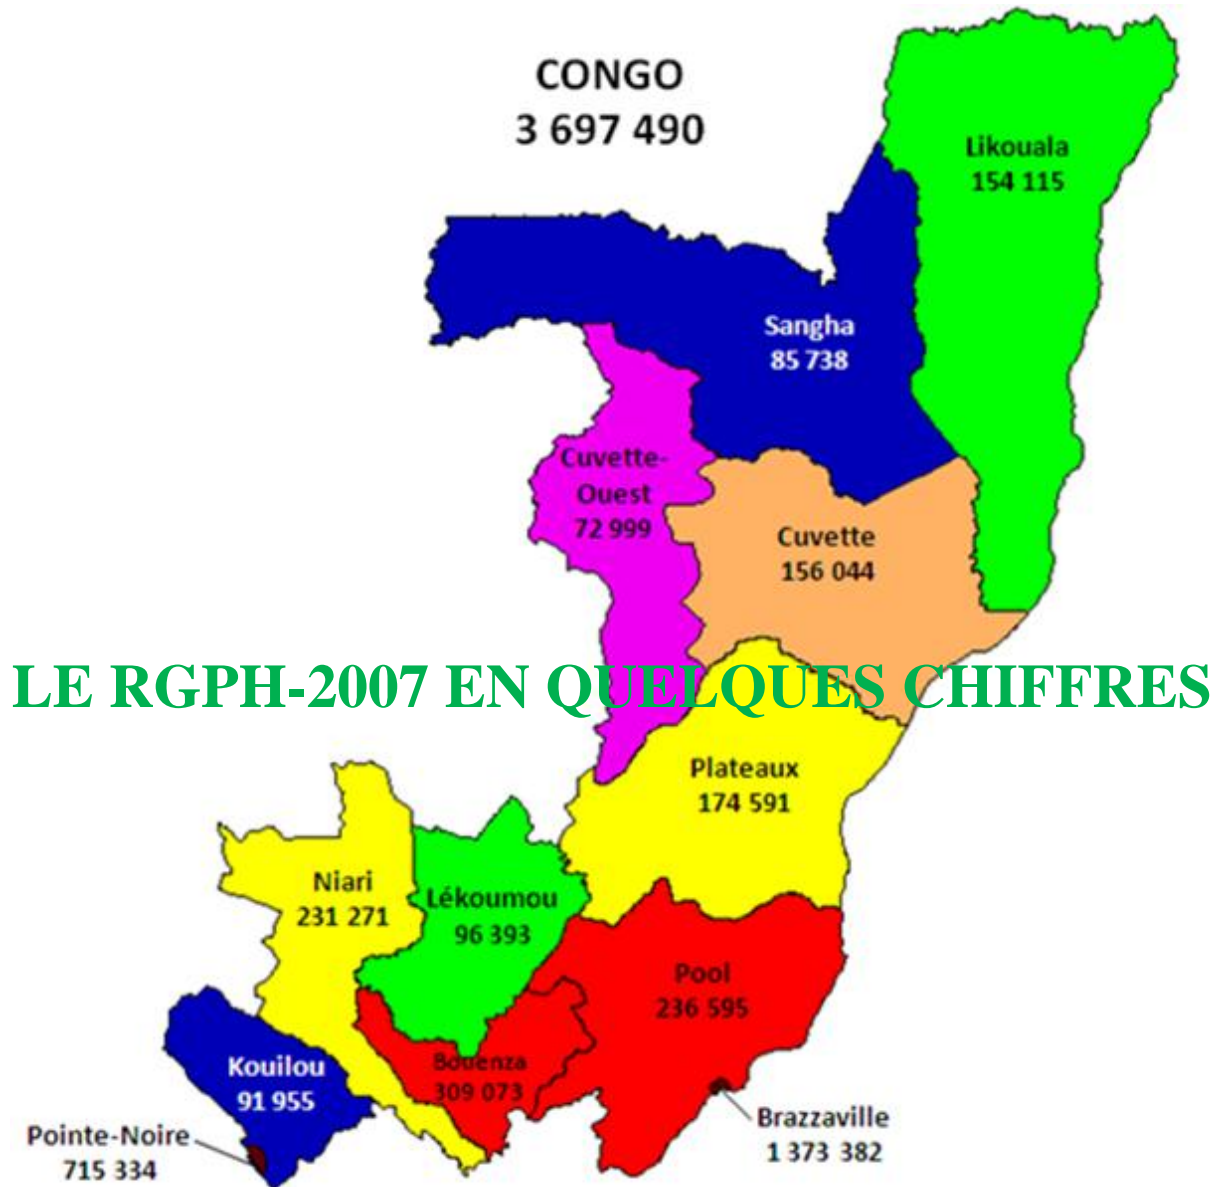 CONGO
3 697 490
Likouala
154 115
Sangha
85 738
Cuvette-
Ouest
72 999
Cuvette
156 044
LE RGPH-2007 EN QUELQUES CHIFFRES
Plateaux
174 591
Niari
231 271
Lékoumou
96 393
Pool
236 595
Bouenza
309 073
Kouilou
91 955
Brazzaville
1 373 382
Pointe-Noire
715 334